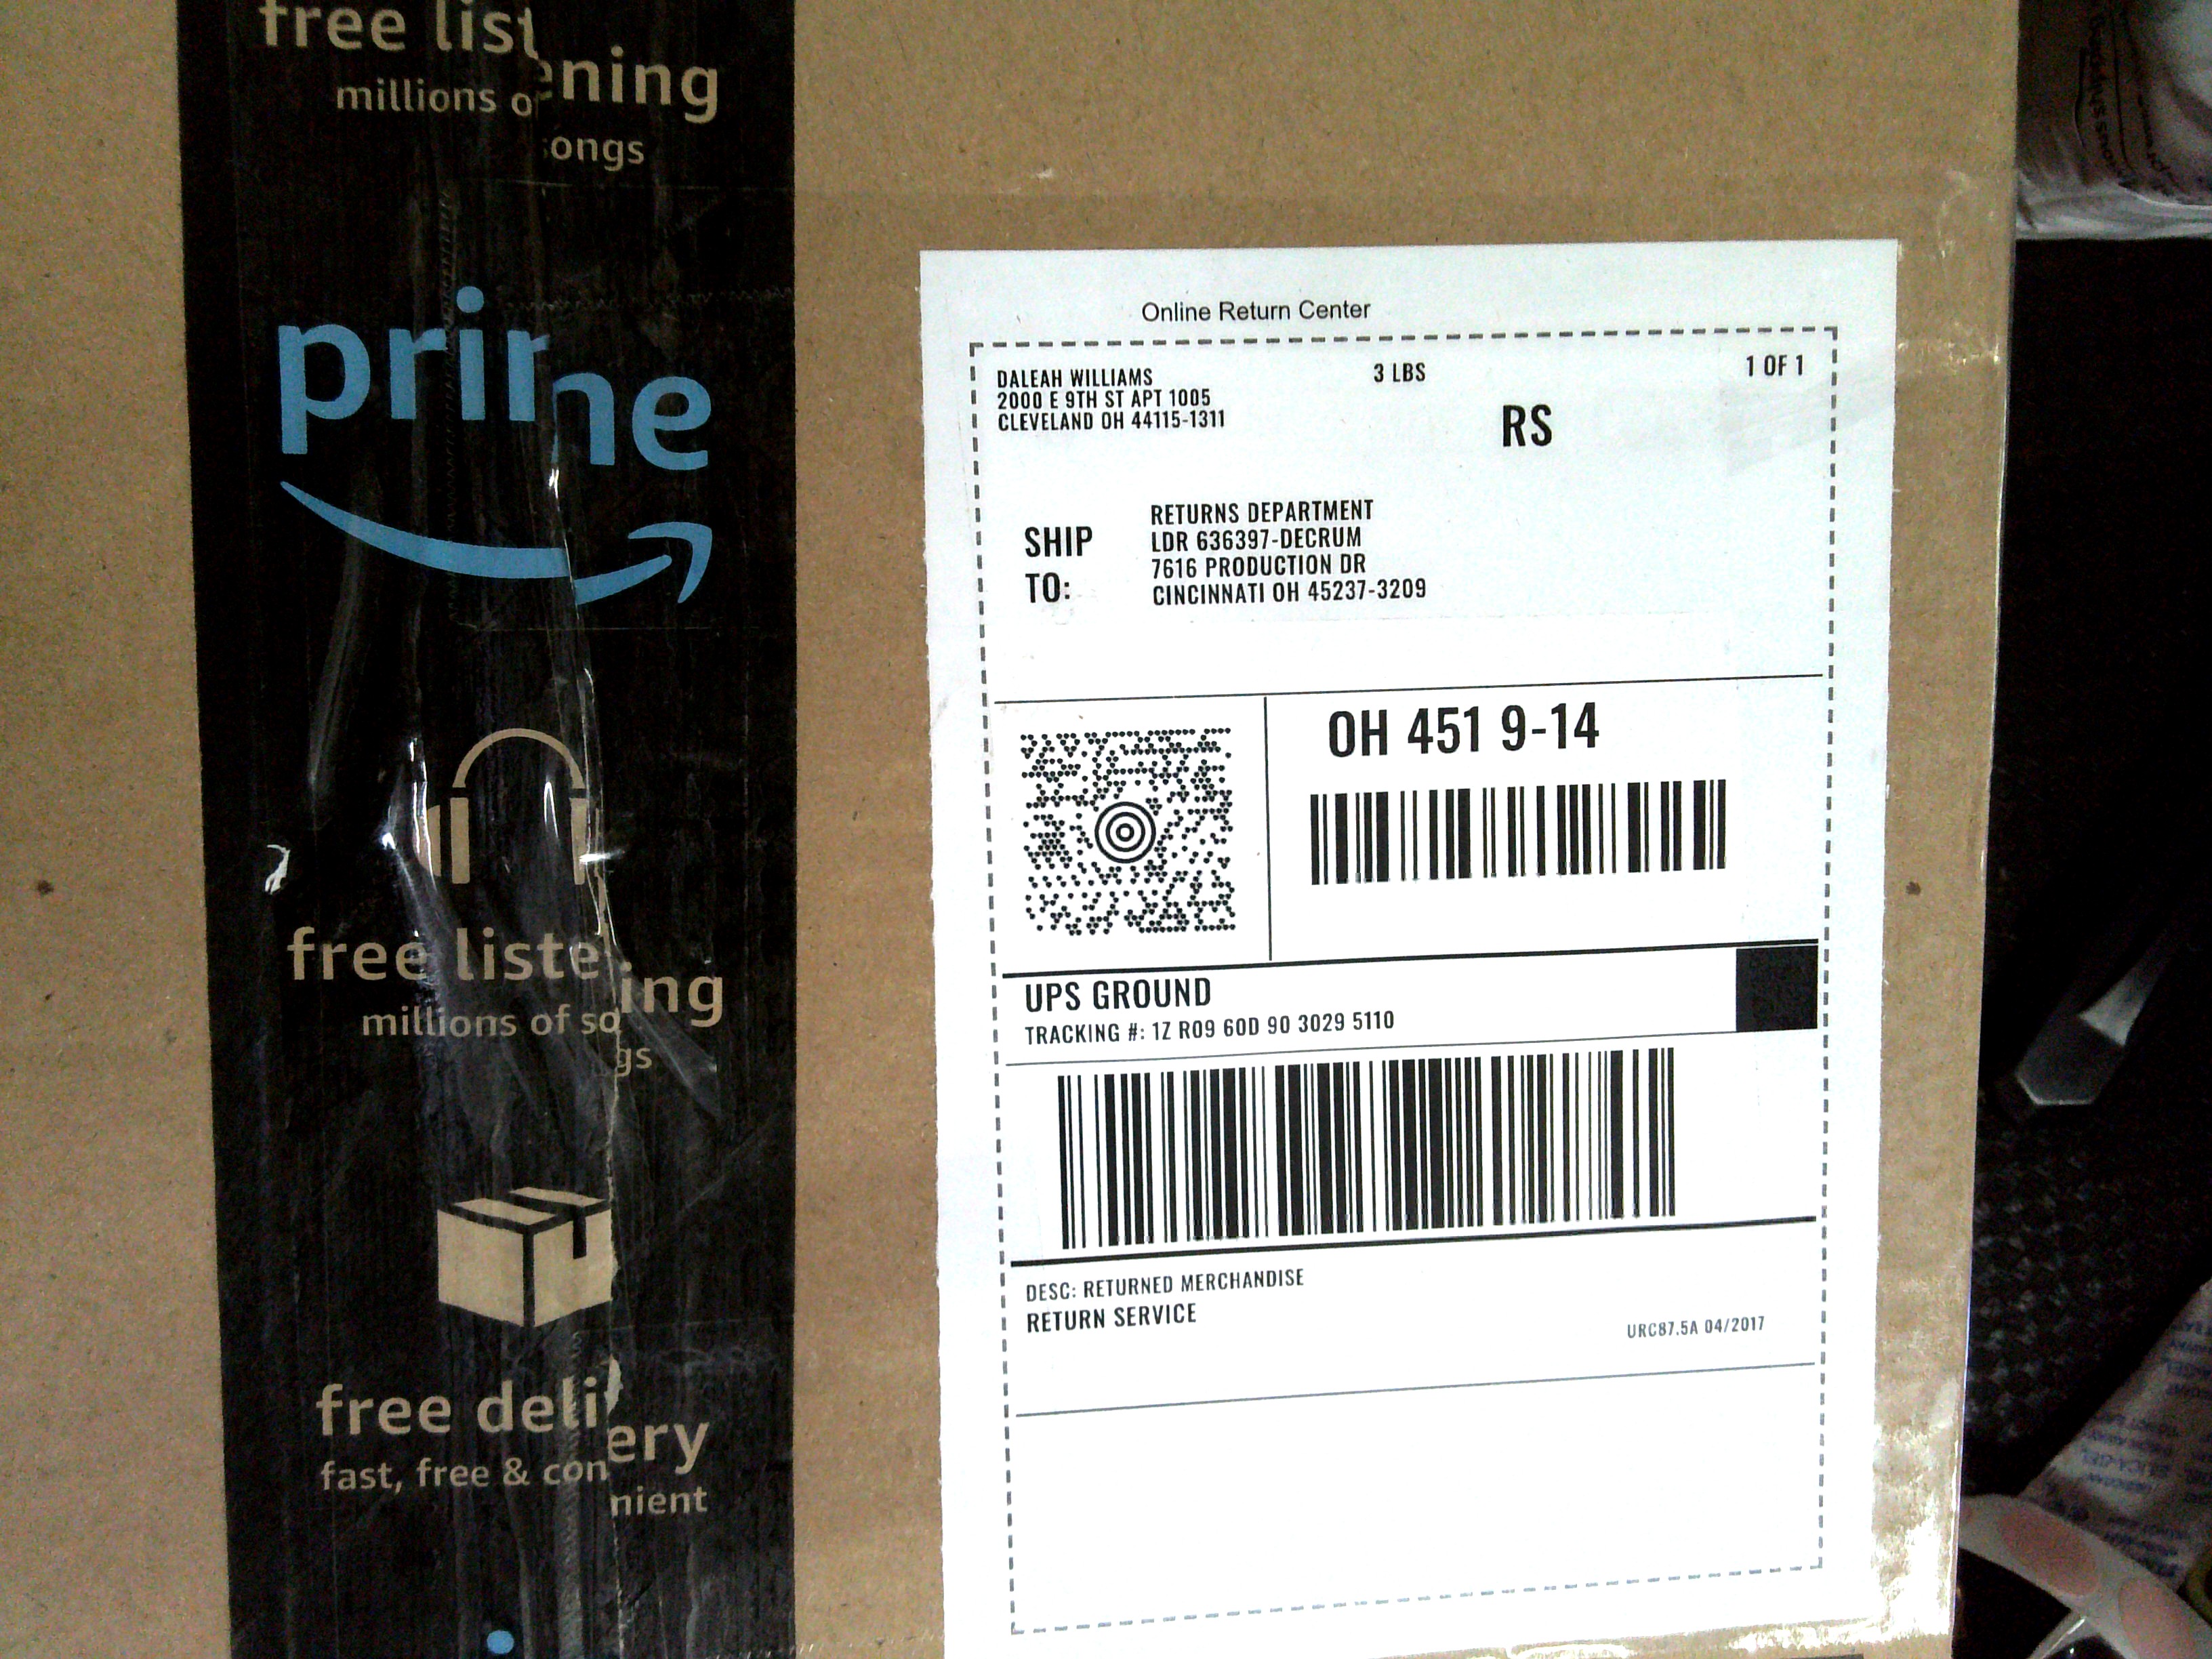 free list
ening
millions of
songs
prime
free liste
ing
millions of so
gs
free deliv
ery
fast, free & con
nient
Online Return Center
DALEAH WILLIAMS
2000 E 9TH ST APT 1005
CLEVELAND OH 44115-1311
3 LBS
1 OF 1
RS
SHIP
TO:
RETURNS DEPARTMENT
LDR 636397-DECRUM
7616 PRODUCTION DR
CINCINNATI OH 45237-3209
OH 451 9-14
UPS GROUND
TRACKING #: 1Z R09 60D 90 3029 5110
DESC: RETURNED MERCHANDISE
RETURN SERVICE
URC87.5A 04/2017